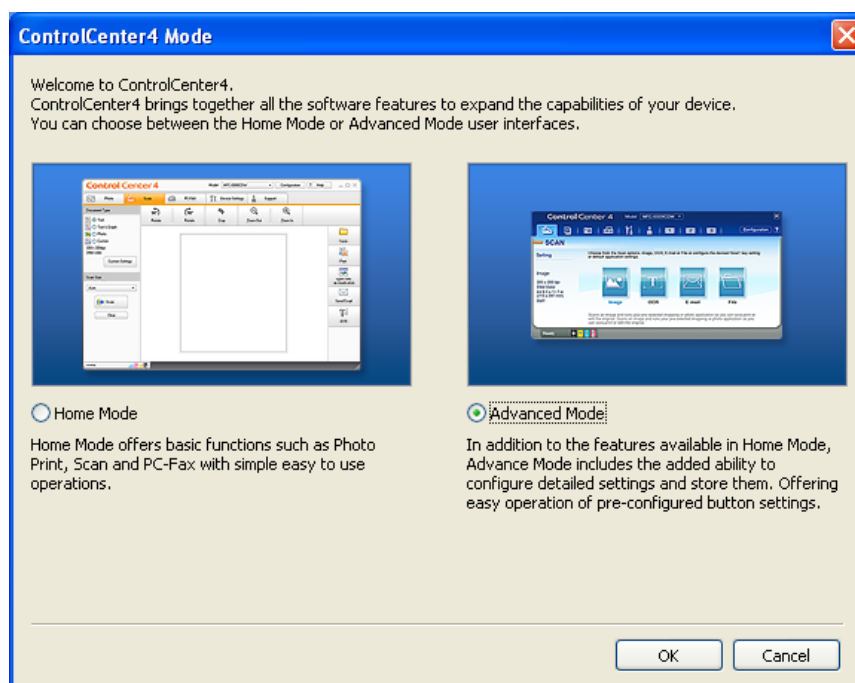 ControlCenter4 Mode
Welcome to ControlCenter4.
ControlCenter4 brings together all the software features to expand the capabilities of your device.
You can choose between the Home Mode or Advanced Mode user interfaces.
Control Center 4
Photo
Scan
Control Center 4
SCAN
Setting
Image
Image
OCR
E-mail
File
Home Mode
Home Mode offers basic functions such as Photo
Print, Scan and PC-Fax with simple easy to use
operations.
Advanced Mode
In addition to the features available in Home Mode,
Advance Mode includes the added ability to
configure detailed settings and store them. Offering
easy operation of pre-configured button settings.
OK
Cancel